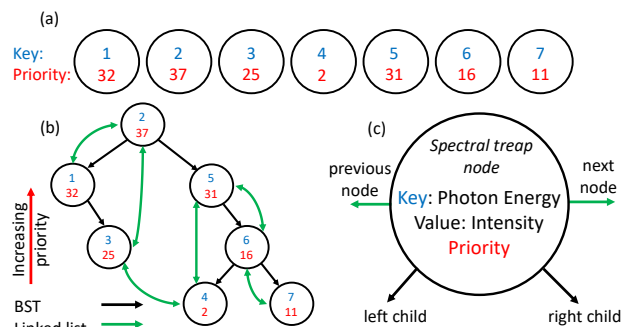 (a)
Key: 1 2 3 4 5 6 7
Priority: 32 37 25 2 31 16 11
(b)
2
37
1
32
5
31
3
25
6
16
4
2
7
11
Increasing
priority
BST
Linked list
(c)
Spectral treap
node
previous
node
next
node
Key: Photon Energy
Value: Intensity
Priority
left child
right child